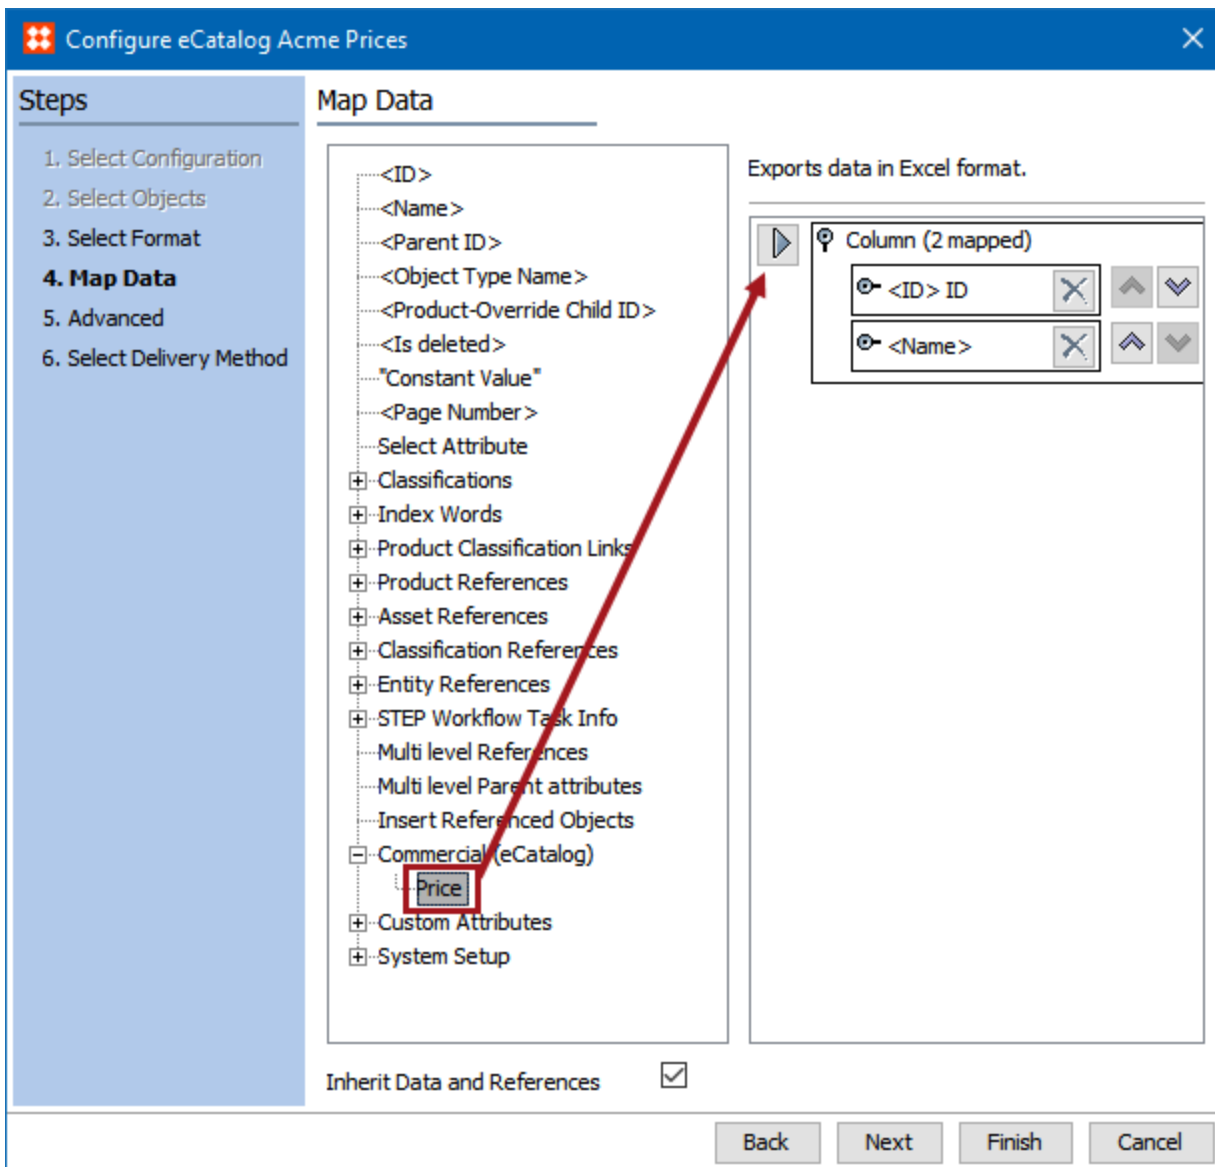 Configure eCatalog Acme Prices
Steps
1. Select Configuration
2. Select Objects
3. Select Format
4. Map Data
5. Advanced
6. Select Delivery Method
Map Data
<ID>
<Name>
<Parent ID>
<Object Type Name>
<Product-Override Child ID>
<Is deleted>
"Constant Value"
<Page Number>
Select Attribute
Classifications
Index Words
Product Classification Links
Product References
Asset References
Classification References
Entity References
STEP Workflow Task Info
Multi level References
Multi level Parent attributes
Insert Referenced Objects
Commercial (eCatalog)
Price
Custom Attributes
System Setup
Inherit Data and References
Exports data in Excel format.
Column (2 mapped)
<ID> ID
<Name>
Back Next Finish Cancel